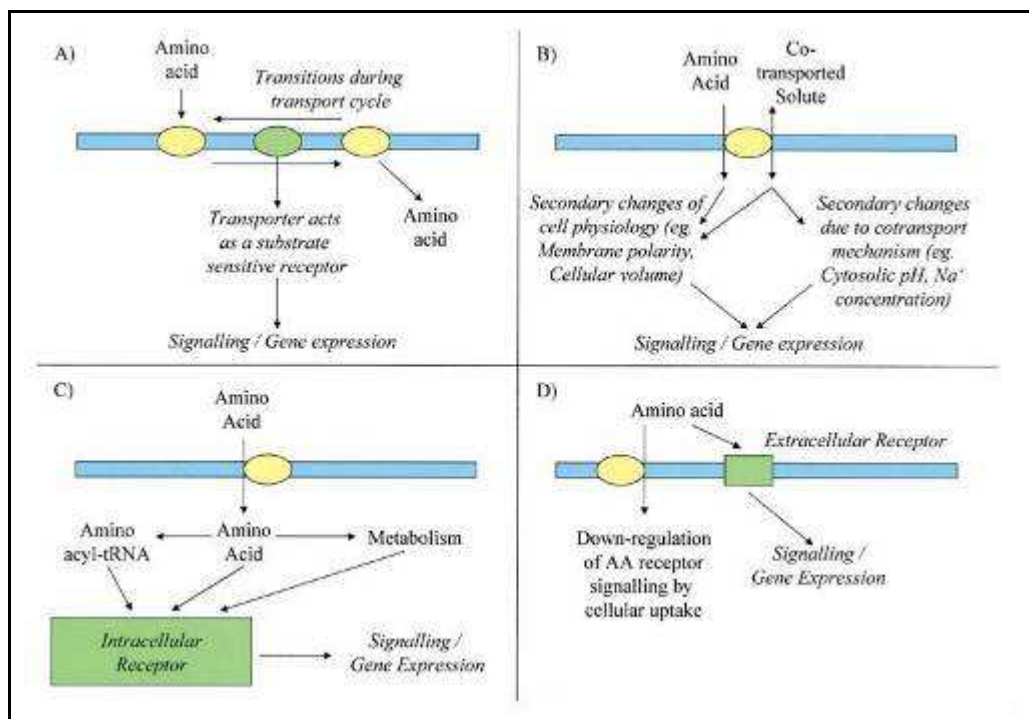 A)
Amino
acid
Transitions during
transport cycle
Transporter acts
as a substrate
sensitive receptor
Amino
acid
Signalling / Gene expression
B)
Amino
Acid
Co-
transported
Solute
Secondary changes of
cell physiology (eg.
Membrane polarity,
Cellular volume)
Secondary changes
due to cotransport
mechanism (eg.
Cytosolic pH, Na⁺
concentration)
Signalling / Gene expression
C)
Amino
Acid
Amino
acyl-tRNA
Amino
Acid
Metabolism
Intracellular
Receptor
Signalling /
Gene Expression
D)
Amino acid
Extracellular Receptor
Down-regulation
of AA receptor
signalling by
cellular uptake
Signalling /
Gene Expression